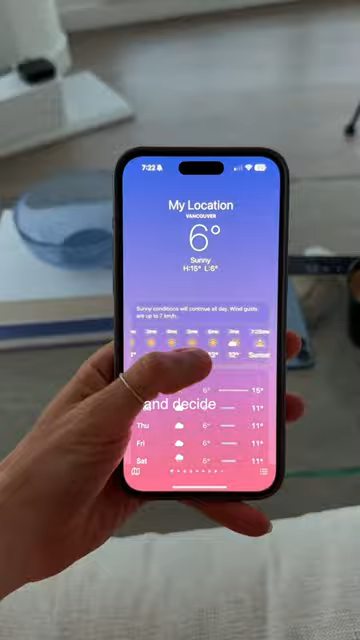 7:22
My Location
VANCOUVER
6°
Sunny
H:15° L:6°
Sunny conditions will continue all day. Wind gusts
are up to 7 km/h.
12°
Sunset
6° 15°
and decide
11°
Thu 6° 11°
Fri 6° 11°
Sat 6° 11°